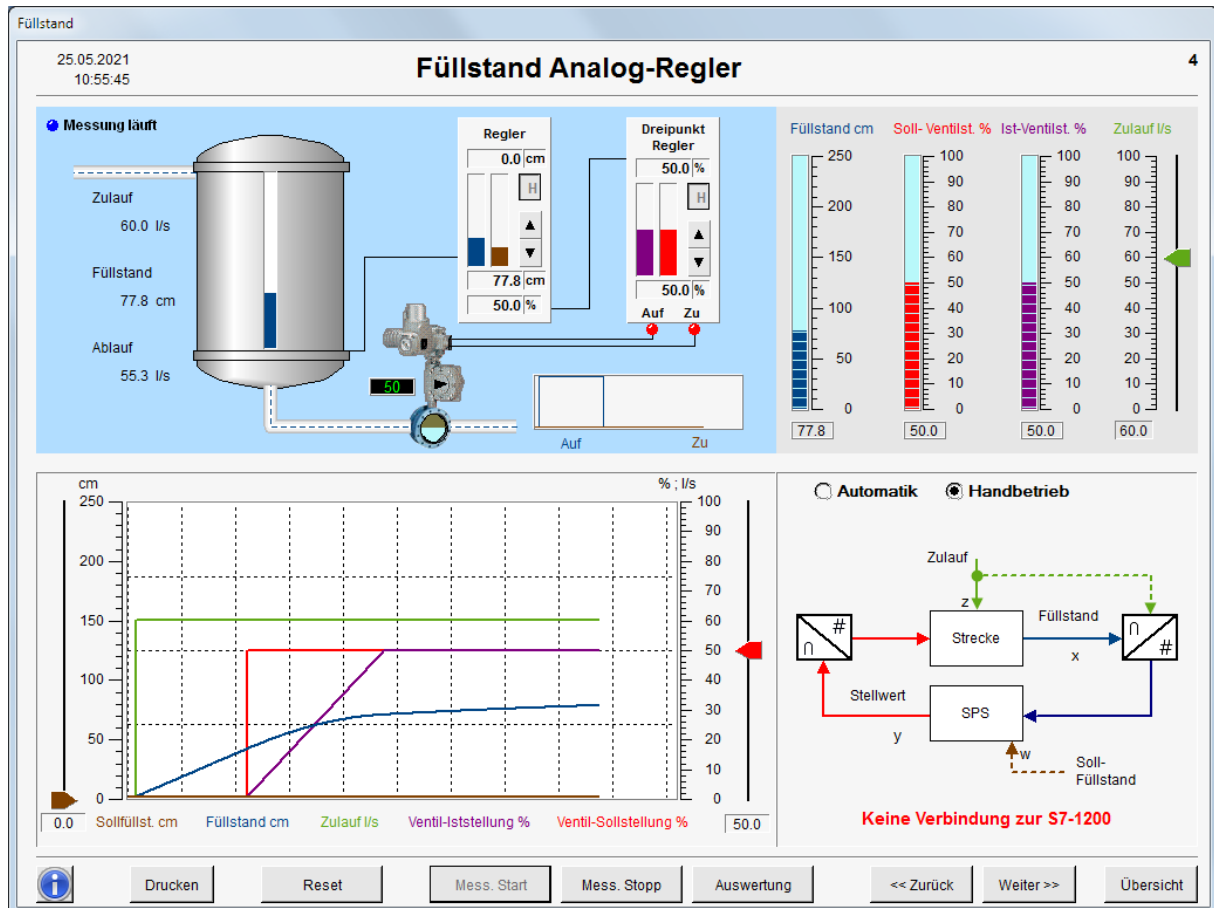 Füllstand
25.05.2021
10:55:45
Füllstand Analog-Regler
4
Messung läuft
Zulauf
60.0 l/s
Füllstand
77.8 cm
Ablauf
55.3 l/s
Regler
0.0 cm
H
77.8 cm
50.0 %
Dreipunkt
Regler
50.0 %
H
50.0 %
Auf Zu
50
Auf Zu
Füllstand cm Soll- Ventilst. % Ist-Ventilst. % Zulauf l/s
250 100 100 100
90 90 90
200 80 80 80
70 70 70
150 60 60 60
50 50 50
100 40 40 40
30 30 30
50 20 20 20
10 10 10
0 0 0 0
77.8 50.0 50.0 60.0
cm % ; l/s
250 100
90
200 80
70
150 60
50
100 40
30
50 20
10
0 0
0.0 Sollfüllst. cm Füllstand cm Zulauf l/s Ventil-Iststellung % Ventil-Sollstellung % 50.0
Automatik Handbetrieb
Zulauf
z
Füllstand
# ∩
Strecke
∩ #
x
Stellwert
SPS
y
w
Soll-
Füllstand
Keine Verbindung zur S7-1200
i Drucken Reset Mess. Start Mess. Stopp Auswertung << Zurück Weiter >> Übersicht